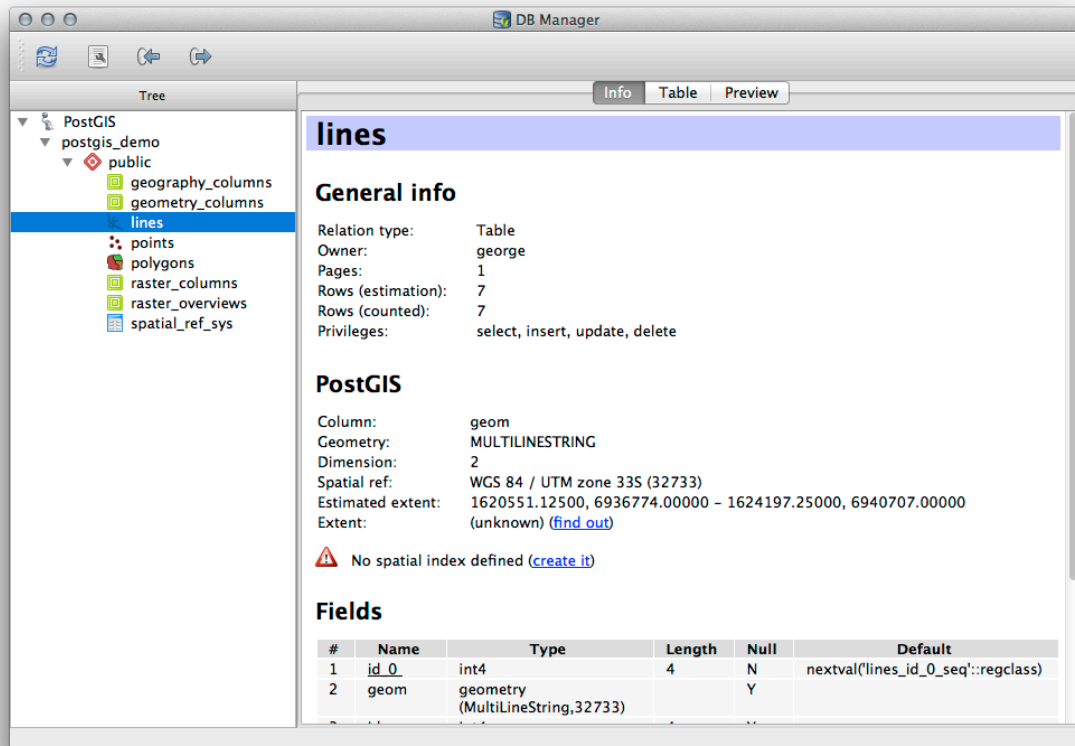 DB Manager
Tree
PostGIS
postgis_demo
public
geography_columns
geometry_columns
lines
points
polygons
raster_columns
raster_overviews
spatial_ref_sys
Info Table Preview
lines
General info
Relation type: Table
Owner: george
Pages: 1
Rows (estimation): 7
Rows (counted): 7
Privileges: select, insert, update, delete
PostGIS
Column: geom
Geometry: MULTILINESTRING
Dimension: 2
Spatial ref: WGS 84 / UTM zone 33S (32733)
Estimated extent: 1620551.12500, 6936774.00000 - 1624197.25000, 6940707.00000
Extent: (unknown) (find out)
No spatial index defined (create it)
Fields
# Name Type Length Null Default
1 id_0 int4 4 N nextval('lines_id_0_seq'::regclass)
2 geom geometry Y
(MultiLineString,32733)